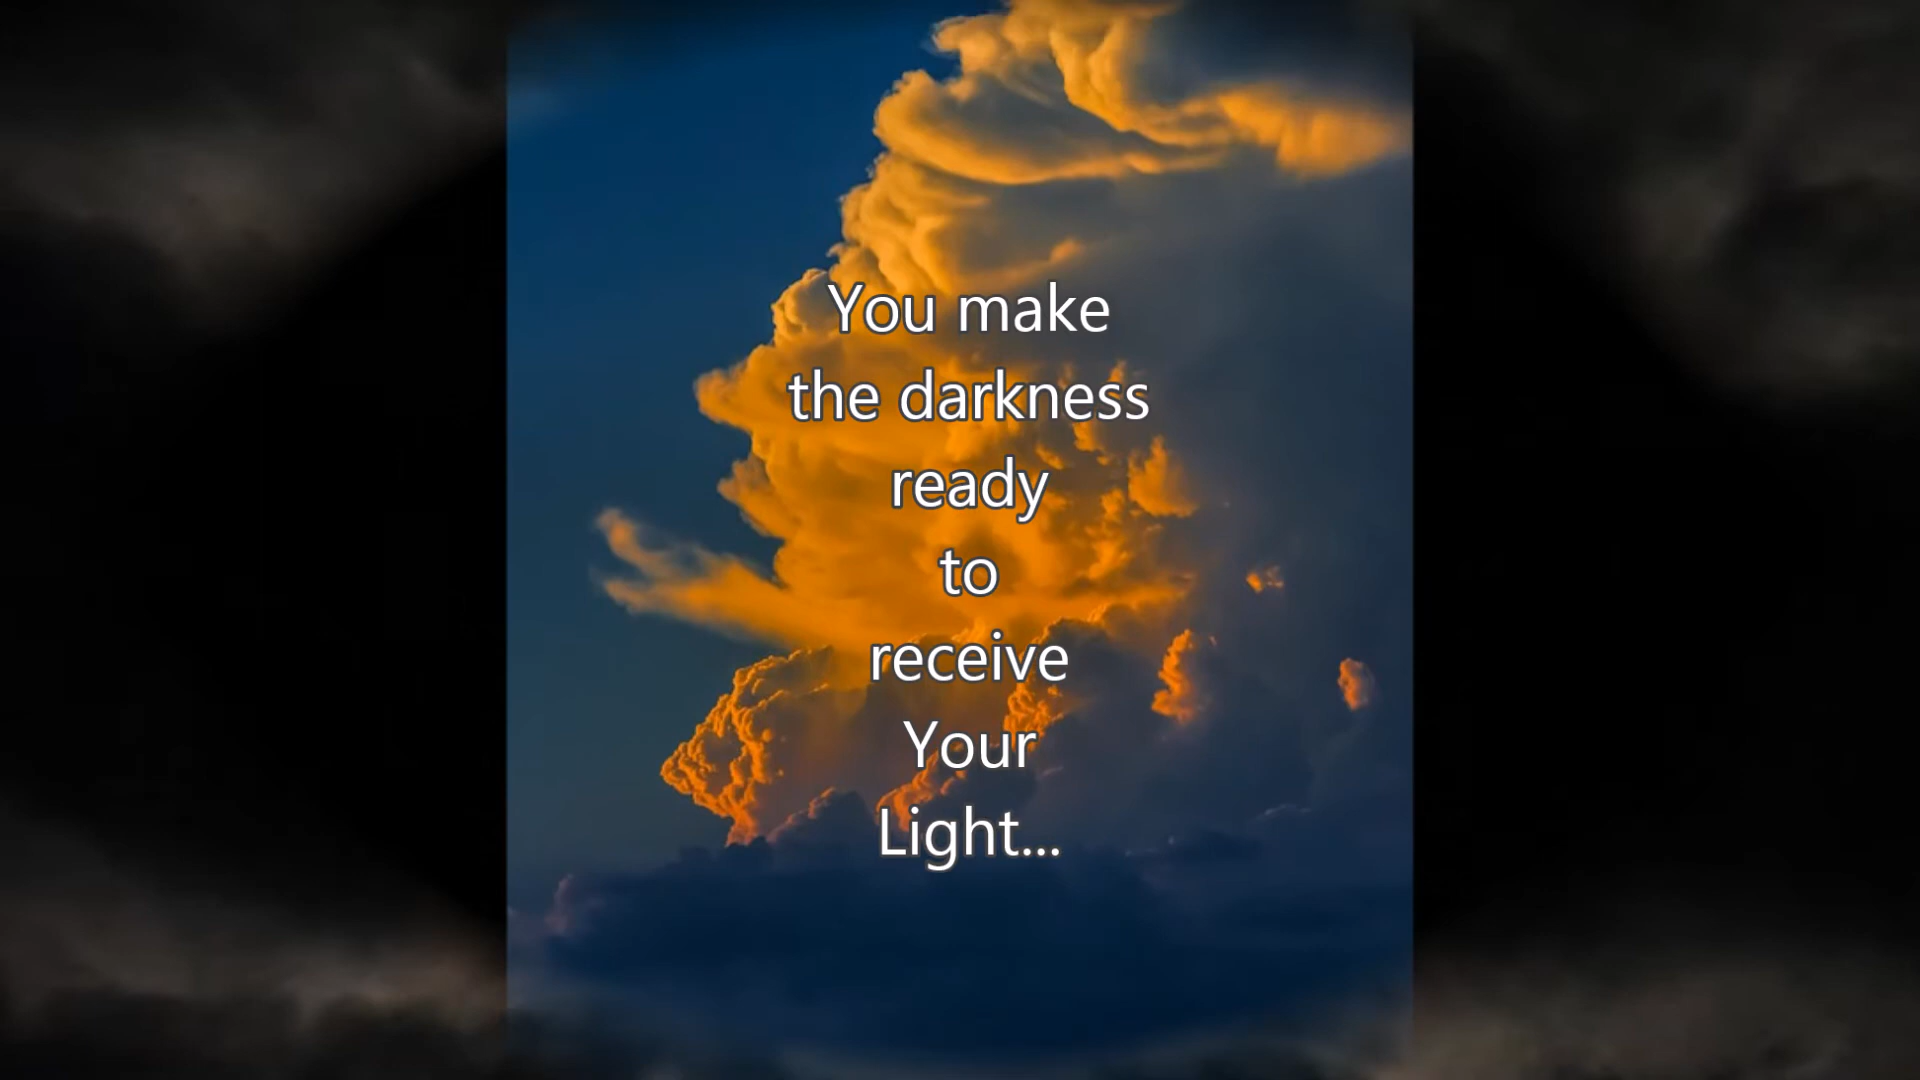 You make
the darkness
ready
to
receive
Your
Light...